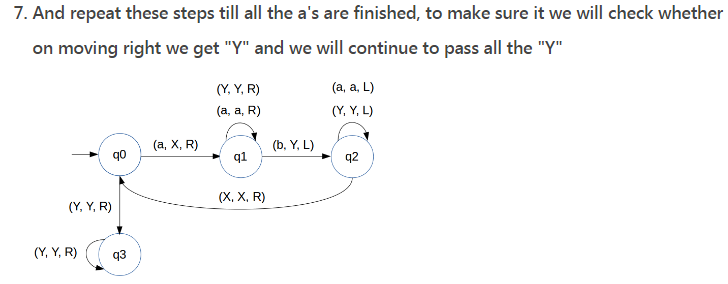 7. And repeat these steps till all the a's are finished, to make sure it we will check whether
on moving right we get "Y" and we will continue to pass all the "Y"
(Y, Y, R)
(a, a, L)
(a, a, R)
(Y, Y, L)
(a, X, R)
(b, Y, L)
q0
q1
q2
(X, X, R)
(Y, Y, R)
(Y, Y, R)
q3